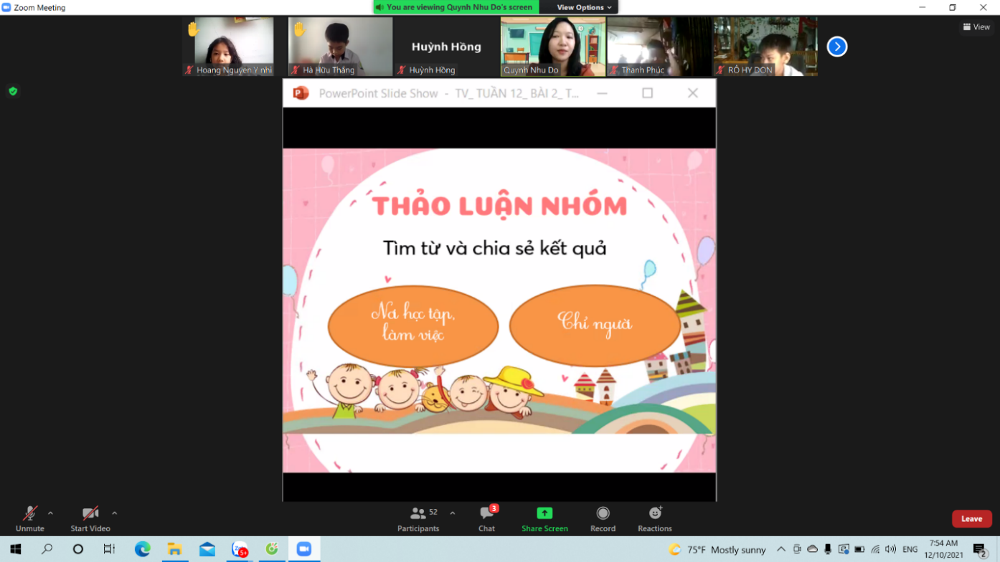 Zoom Meeting
You are viewing Quynh Nhu Do's screen
View Options
View
Hoang Nguyen Y nhi
Hà Hữu Thắng
Huỳnh Hồng
Huỳnh Hồng
Quynh Nhu Do
Thanh Phúc
RỒ HY DON
PowerPoint Slide Show - TV_ TUẦN 12_ BÀI 2_ T...
THẢO LUẬN NHÓM
Tìm từ và chia sẻ kết quả
học tập,
làm việc
Chỉ người
Unmute
Start Video
52
Participants
3
Chat
Share Screen
Record
Reactions
Leave
5+
75°F Mostly sunny
ENG
7:54 AM
12/10/2021
2